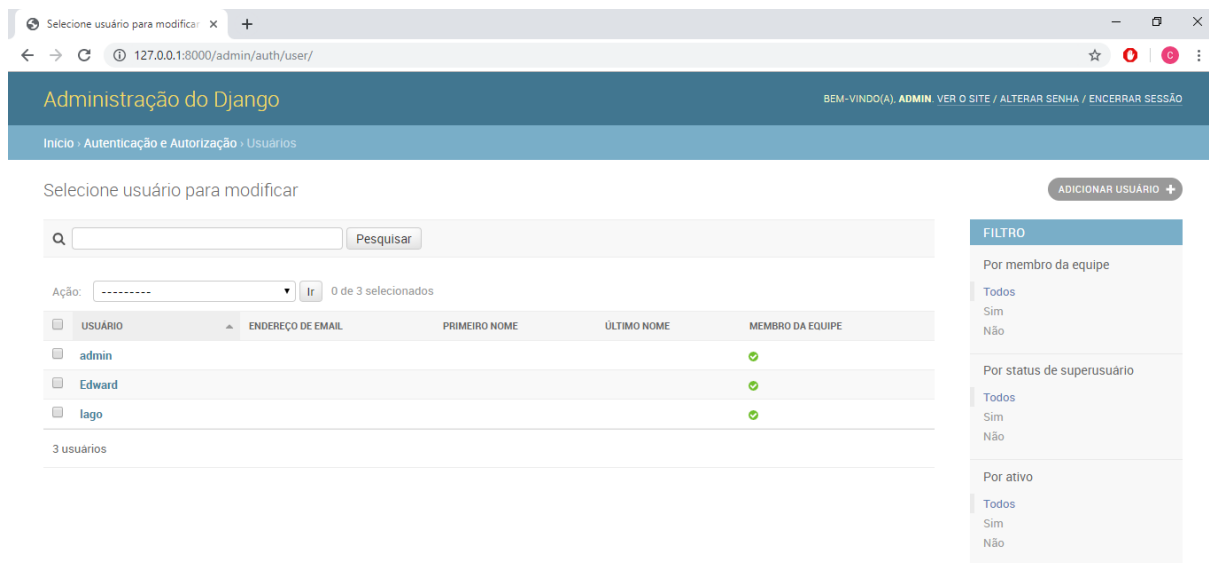 Selecione usuário para modificar
127.0.0.1:8000/admin/auth/user/
C
Administração do Django
BEM-VINDO(A), ADMIN. VER O SITE / ALTERAR SENHA / ENCERRAR SESSÃO
Início › Autenticação e Autorização › Usuários
Selecione usuário para modificar
ADICIONAR USUÁRIO +
Pesquisar
Ação: --------- Ir 0 de 3 selecionados
USUÁRIO ENDEREÇO DE EMAIL PRIMEIRO NOME ÚLTIMO NOME MEMBRO DA EQUIPE
admin
Edward
Iago
3 usuários
FILTRO
Por membro da equipe
Todos
Sim
Não
Por status de superusuário
Todos
Sim
Não
Por ativo
Todos
Sim
Não